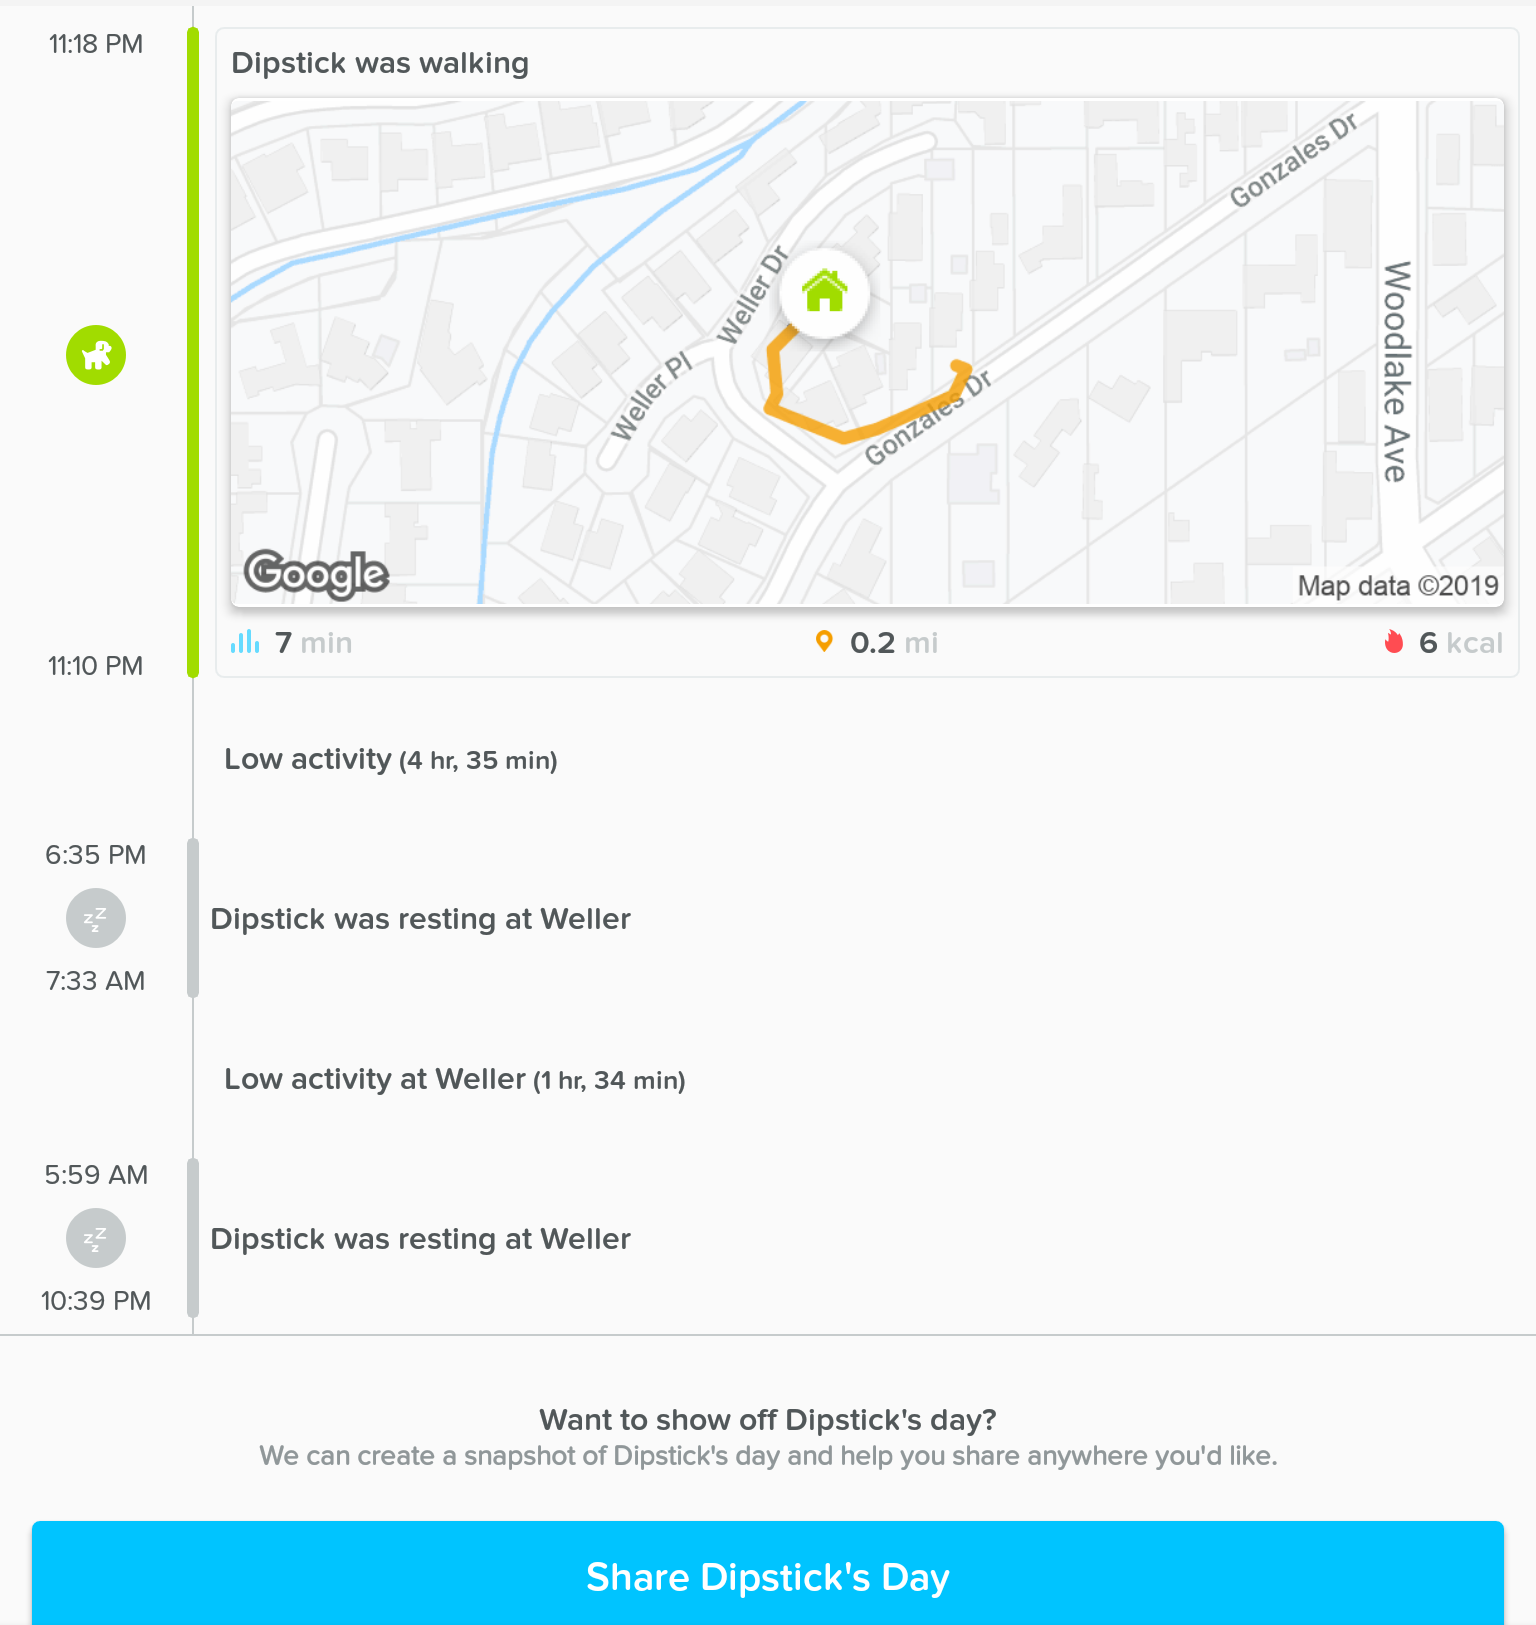 11:18 PM
Dipstick was walking
Gonzales Dr
Weller Dr
Woodlake Ave
Weller Pl
Gonzales Dr
Google
Map data ©2019
7 min
0.2 mi
6 kcal
11:10 PM
Low activity (4 hr, 35 min)
6:35 PM
zZz
Dipstick was resting at Weller
7:33 AM
Low activity at Weller (1 hr, 34 min)
5:59 AM
zZz
Dipstick was resting at Weller
10:39 PM
Want to show off Dipstick's day?
We can create a snapshot of Dipstick's day and help you share anywhere you'd like.
Share Dipstick's Day